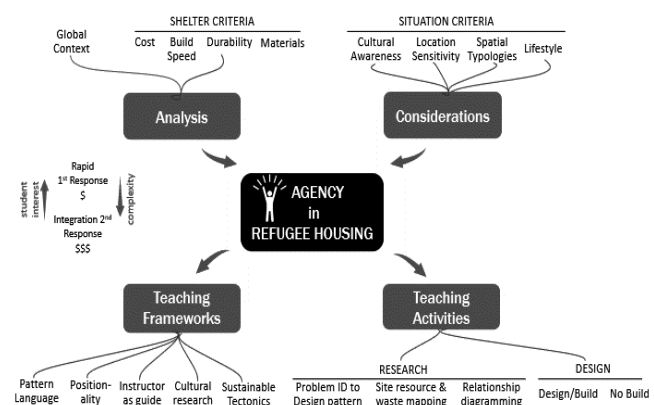 SHELTER CRITERIA
SITUATION CRITERIA
Global
Context
Cost
Build
Speed
Durability
Materials
Cultural
Awareness
Location
Sensitivity
Spatial
Typologies
Lifestyle
Analysis
Considerations
student
interest
Rapid
1st Response
$
Integration 2nd
Response
$$$
complexity
AGENCY
in
REFUGEE HOUSING
Teaching
Frameworks
Teaching
Activities
Pattern
Language
Position-
ality
Instructor
as guide
Cultural
research
Sustainable
Tectonics
RESEARCH
Problem ID to
Design pattern
Site resource &
waste mapping
Relationship
diagramming
DESIGN
Design/Build
No Build